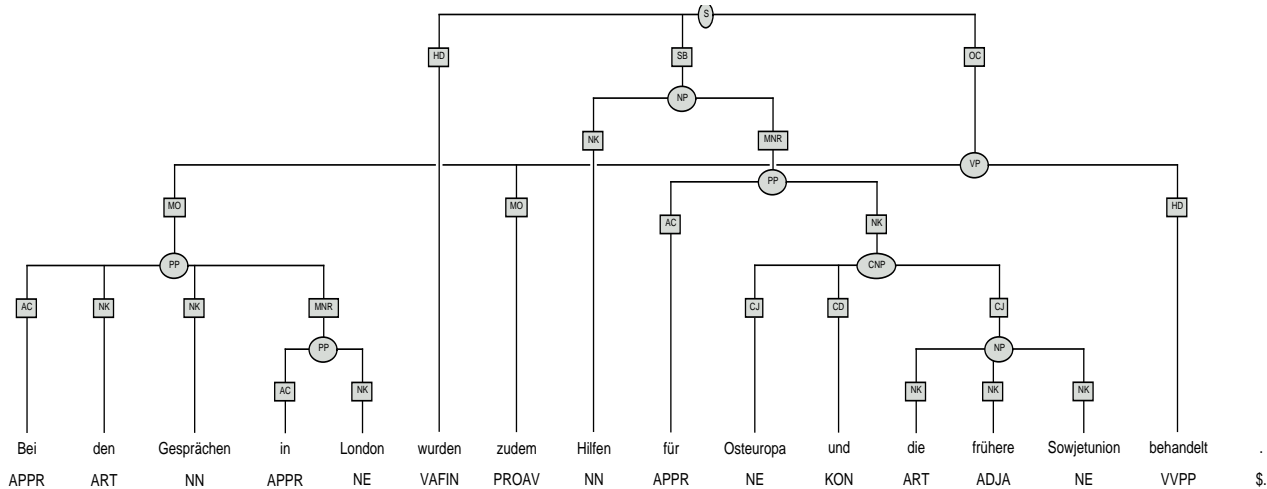 S
HD SB OC
NP
NK MNR
VP
PP
MO MO HD
AC NK
PP CNP
AC NK NK MNR CJ CD CJ
PP NP
AC NK NK NK NK
Bei den Gesprächen in London wurden zudem Hilfen für Osteuropa und die frühere Sowjetunion behandelt .
APPR ART NN APPR NE VAFIN PROAV NN APPR NE KON ART ADJA NE VVPP $.